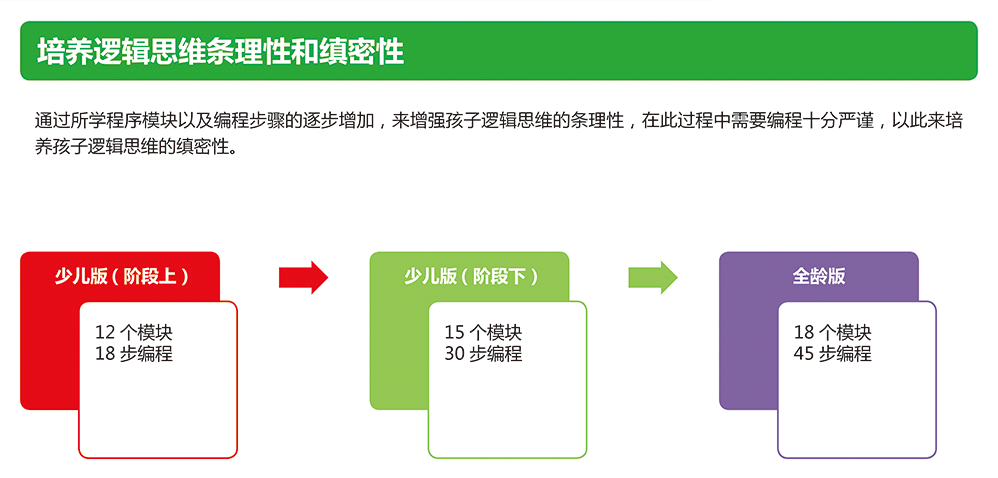 培养逻辑思维条理性和缜密性
通过所学程序模块以及编程步骤的逐步增加，来增强孩子逻辑思维的条理性，在此过程中需要编程十分严谨，以此来培
养孩子逻辑思维的缜密性。
少儿版（阶段上）
12 个模块
18 步编程
少儿版（阶段下）
15 个模块
30 步编程
全龄版
18 个模块
45 步编程